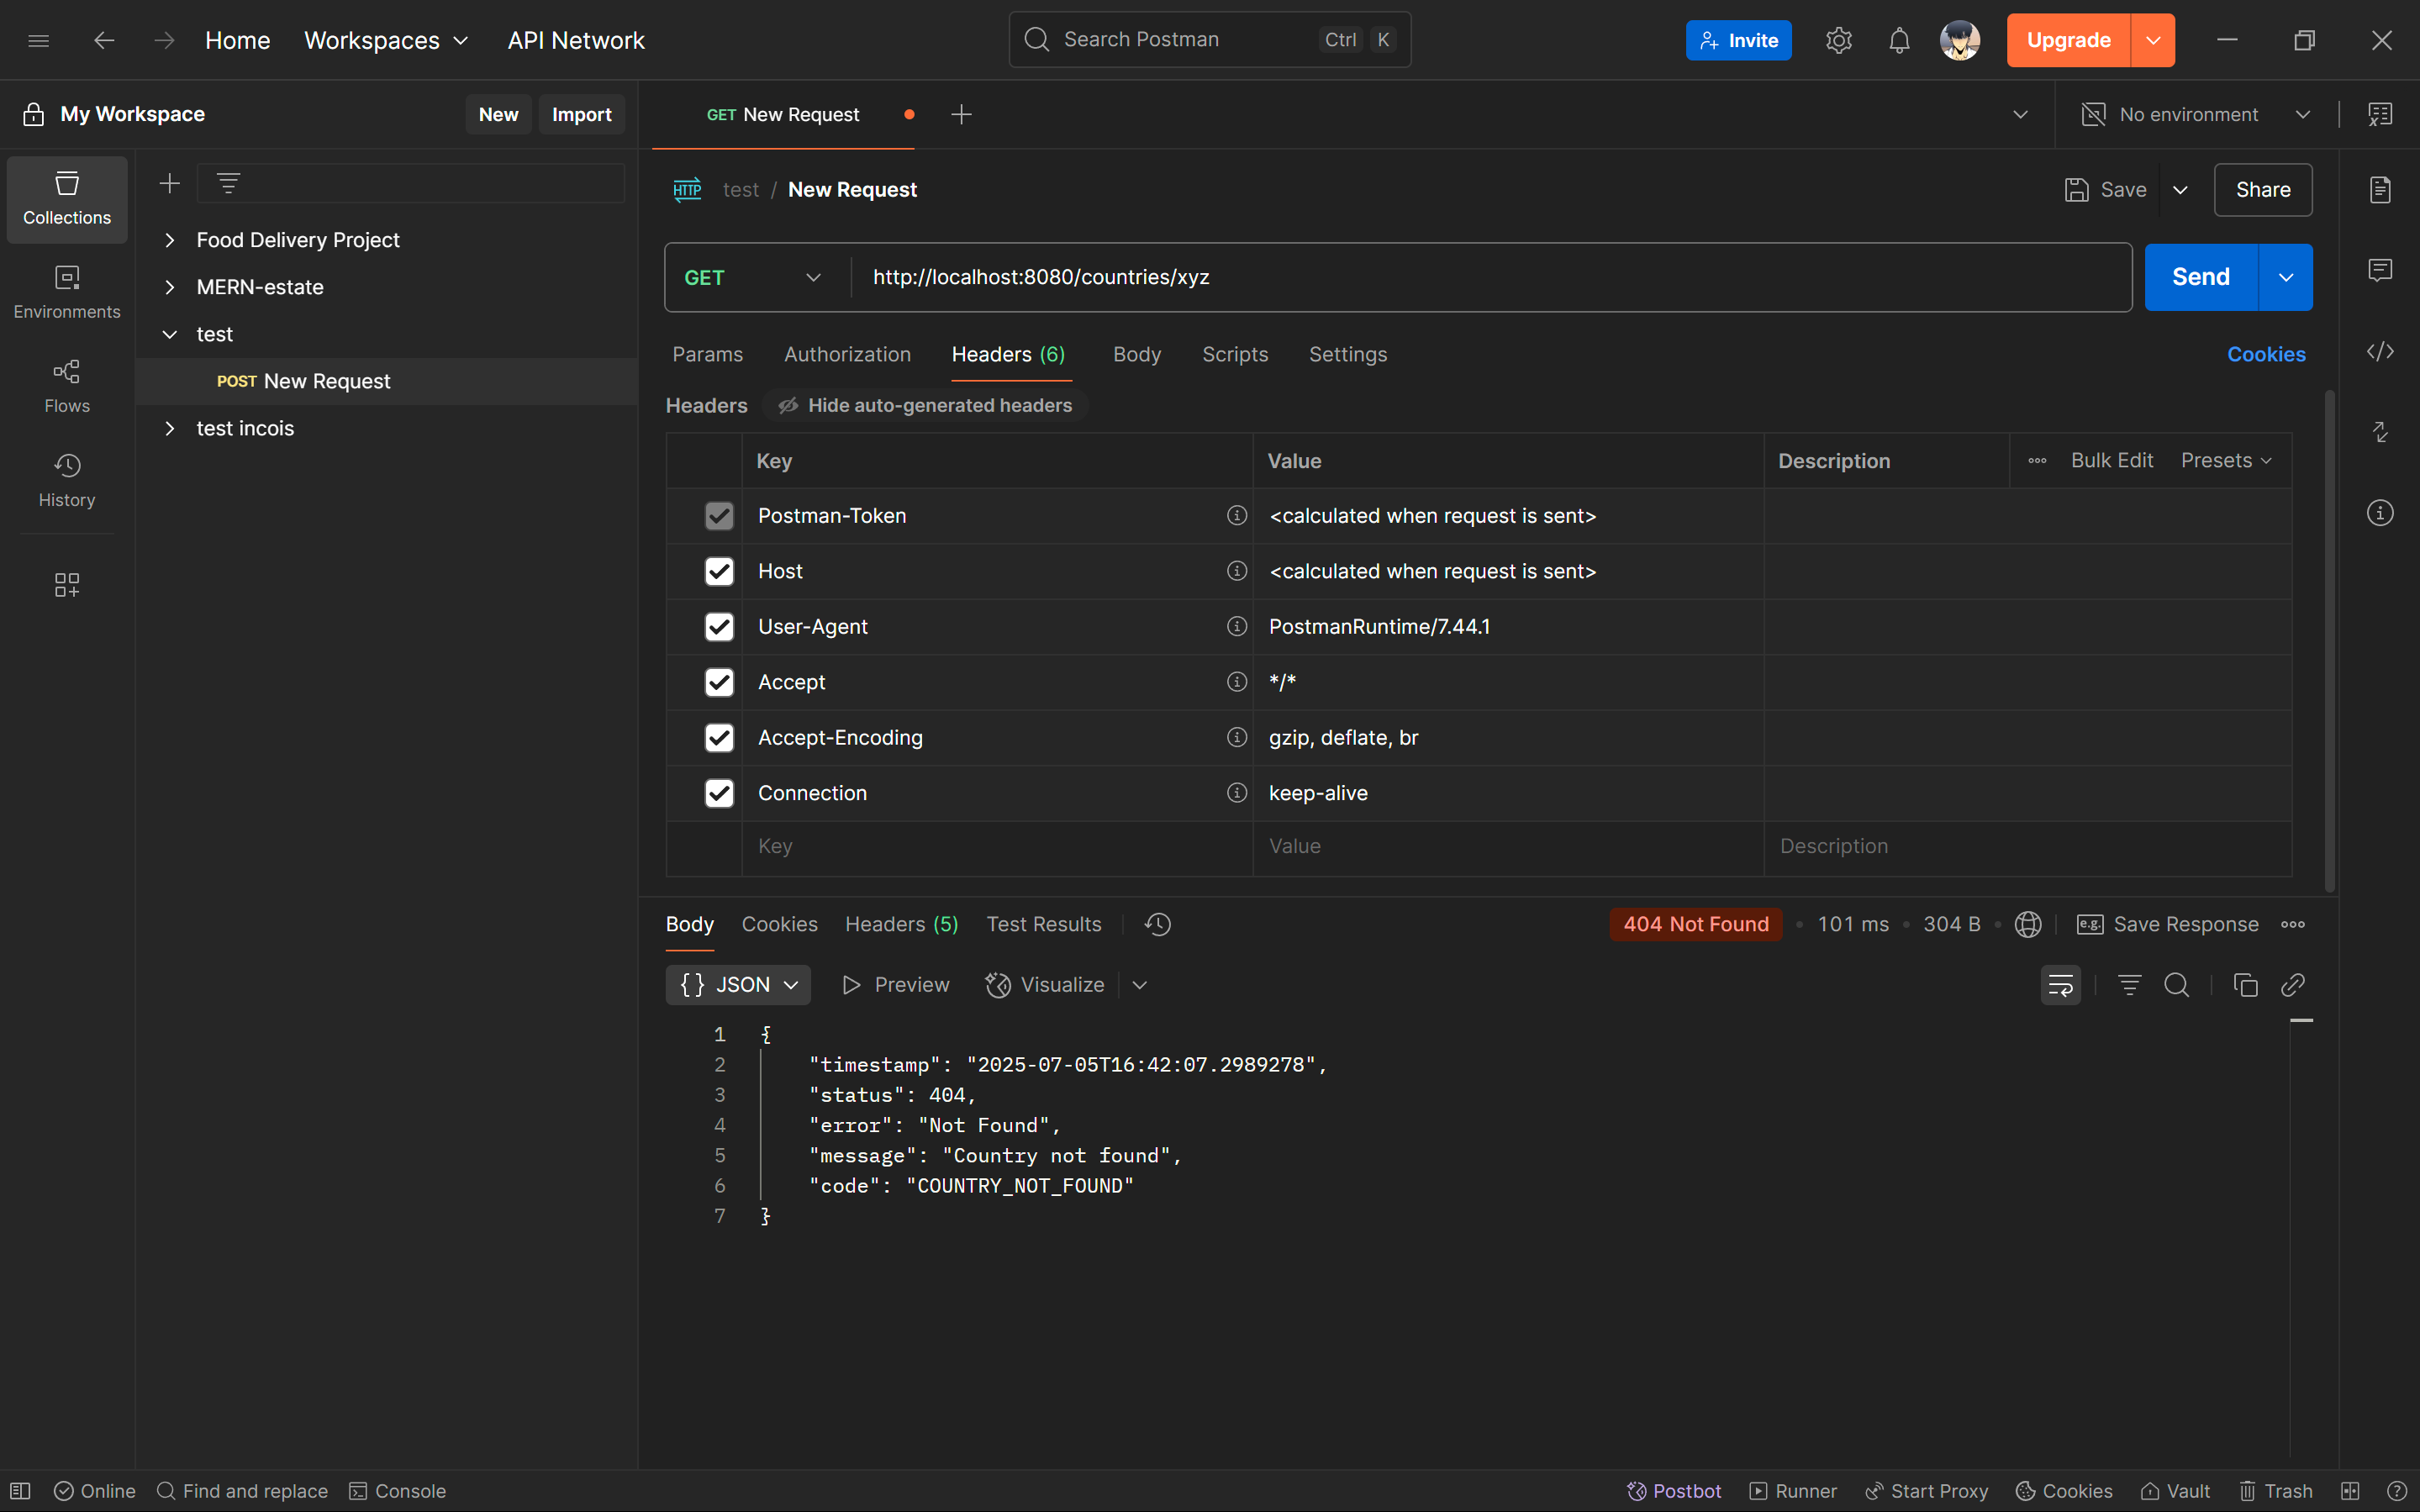 Home Workspaces API Network Search Postman Ctrl K Invite Upgrade
My Workspace New Import GET New Request No environment
Collections
Environments
Flows
History
Food Delivery Project
MERN-estate
test
POST New Request
test incois
HTTP test / New Request Save Share
GET http://localhost:8080/countries/xyz Send
Params Authorization Headers (6) Body Scripts Settings Cookies
Headers Hide auto-generated headers
Key Value Description Bulk Edit Presets
Postman-Token <calculated when request is sent>
Host <calculated when request is sent>
User-Agent PostmanRuntime/7.44.1
Accept */*
Accept-Encoding gzip, deflate, br
Connection keep-alive
Key Value Description
Body Cookies Headers (5) Test Results 404 Not Found • 101 ms • 304 B • e.g. Save Response
{} JSON Preview Visualize
1 {
2 "timestamp": "2025-07-05T16:42:07.2989278",
3 "status": 404,
4 "error": "Not Found",
5 "message": "Country not found",
6 "code": "COUNTRY_NOT_FOUND"
7 }
Online Find and replace Console Postbot Runner Start Proxy Cookies Vault Trash